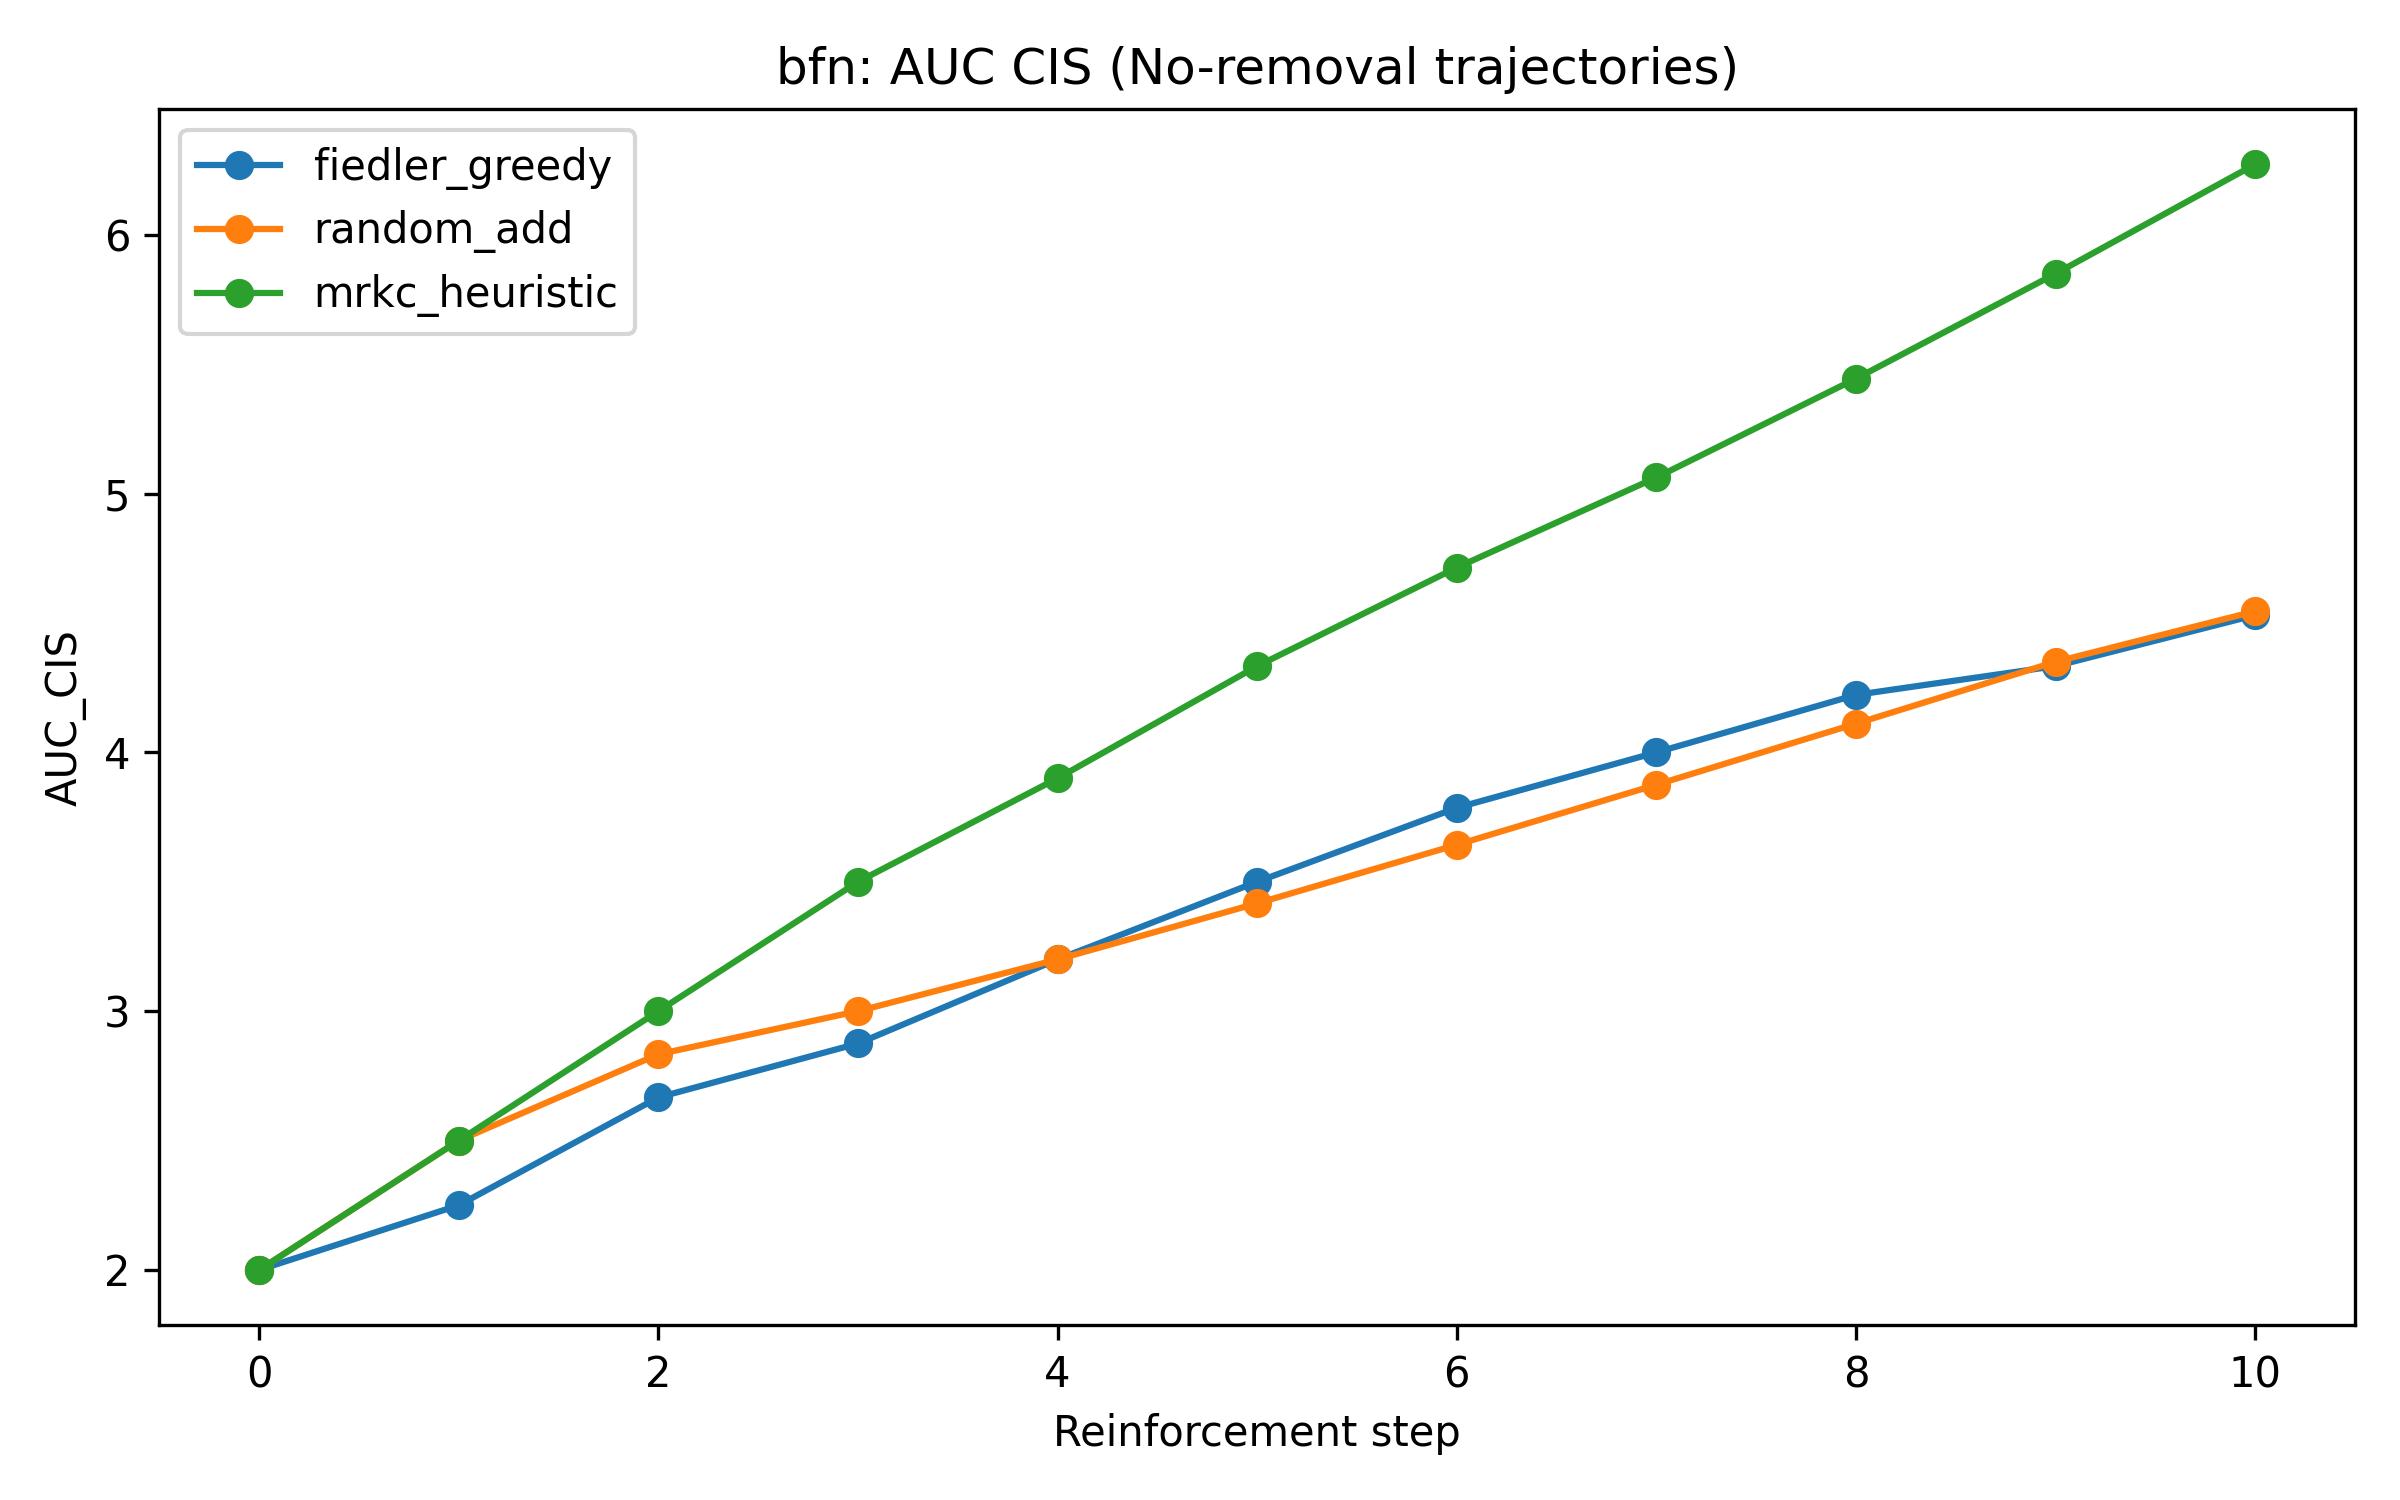 bfn: AUC CIS (No-removal trajectories)
fiedler_greedy
random_add
mrkc_heuristic
6
5
4
3
2
AUC_CIS
0 2 4 6 8 10
Reinforcement step